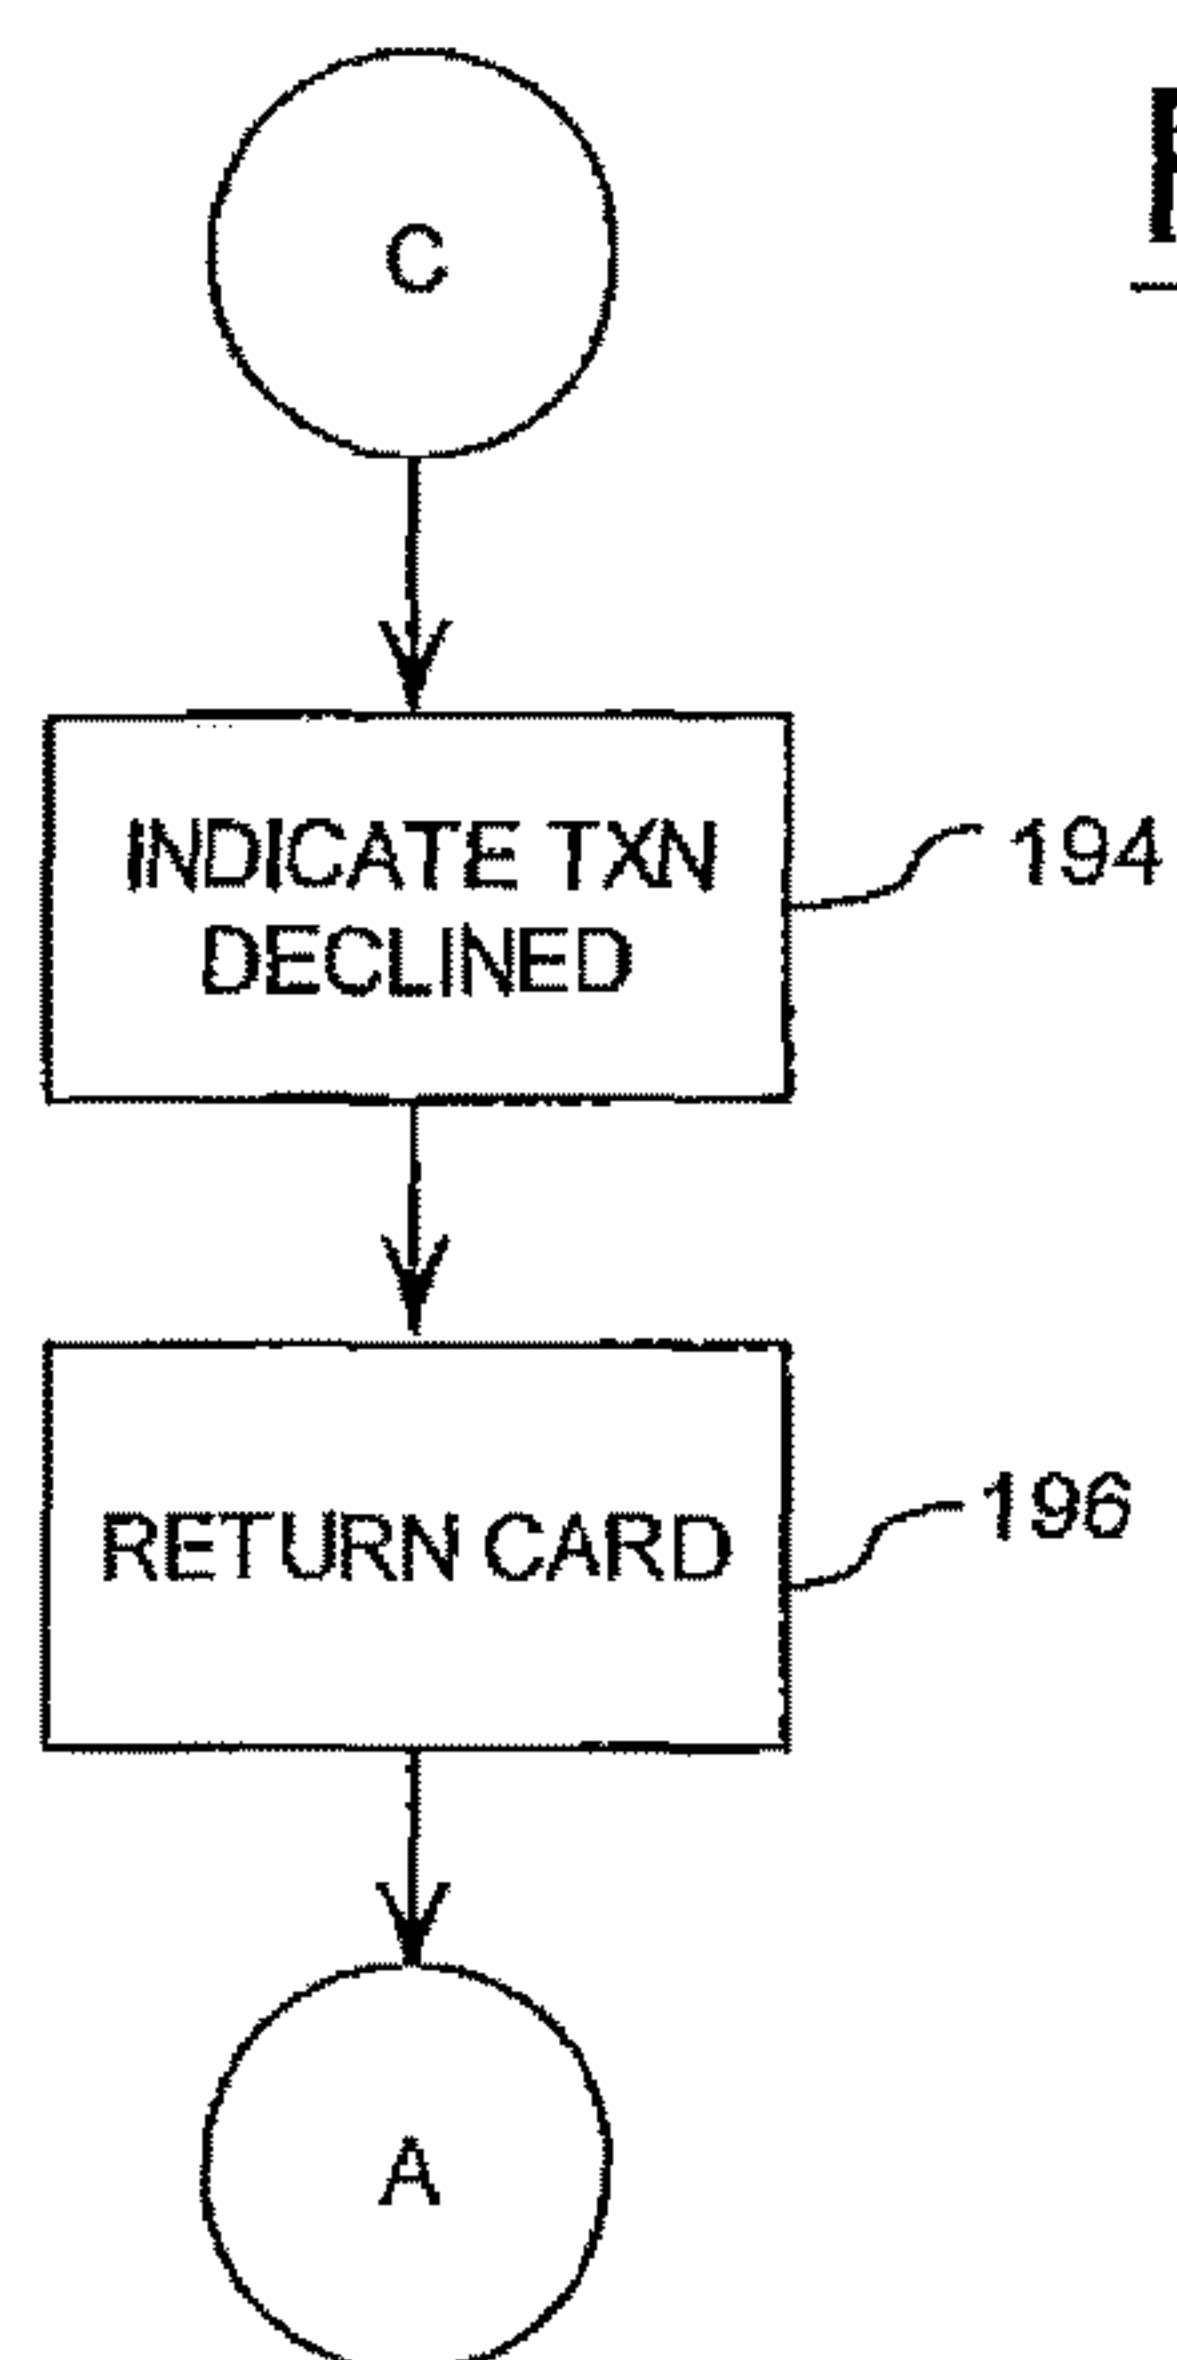 C
INDICATE TXN
DECLINED
194
RETURN CARD
196
A